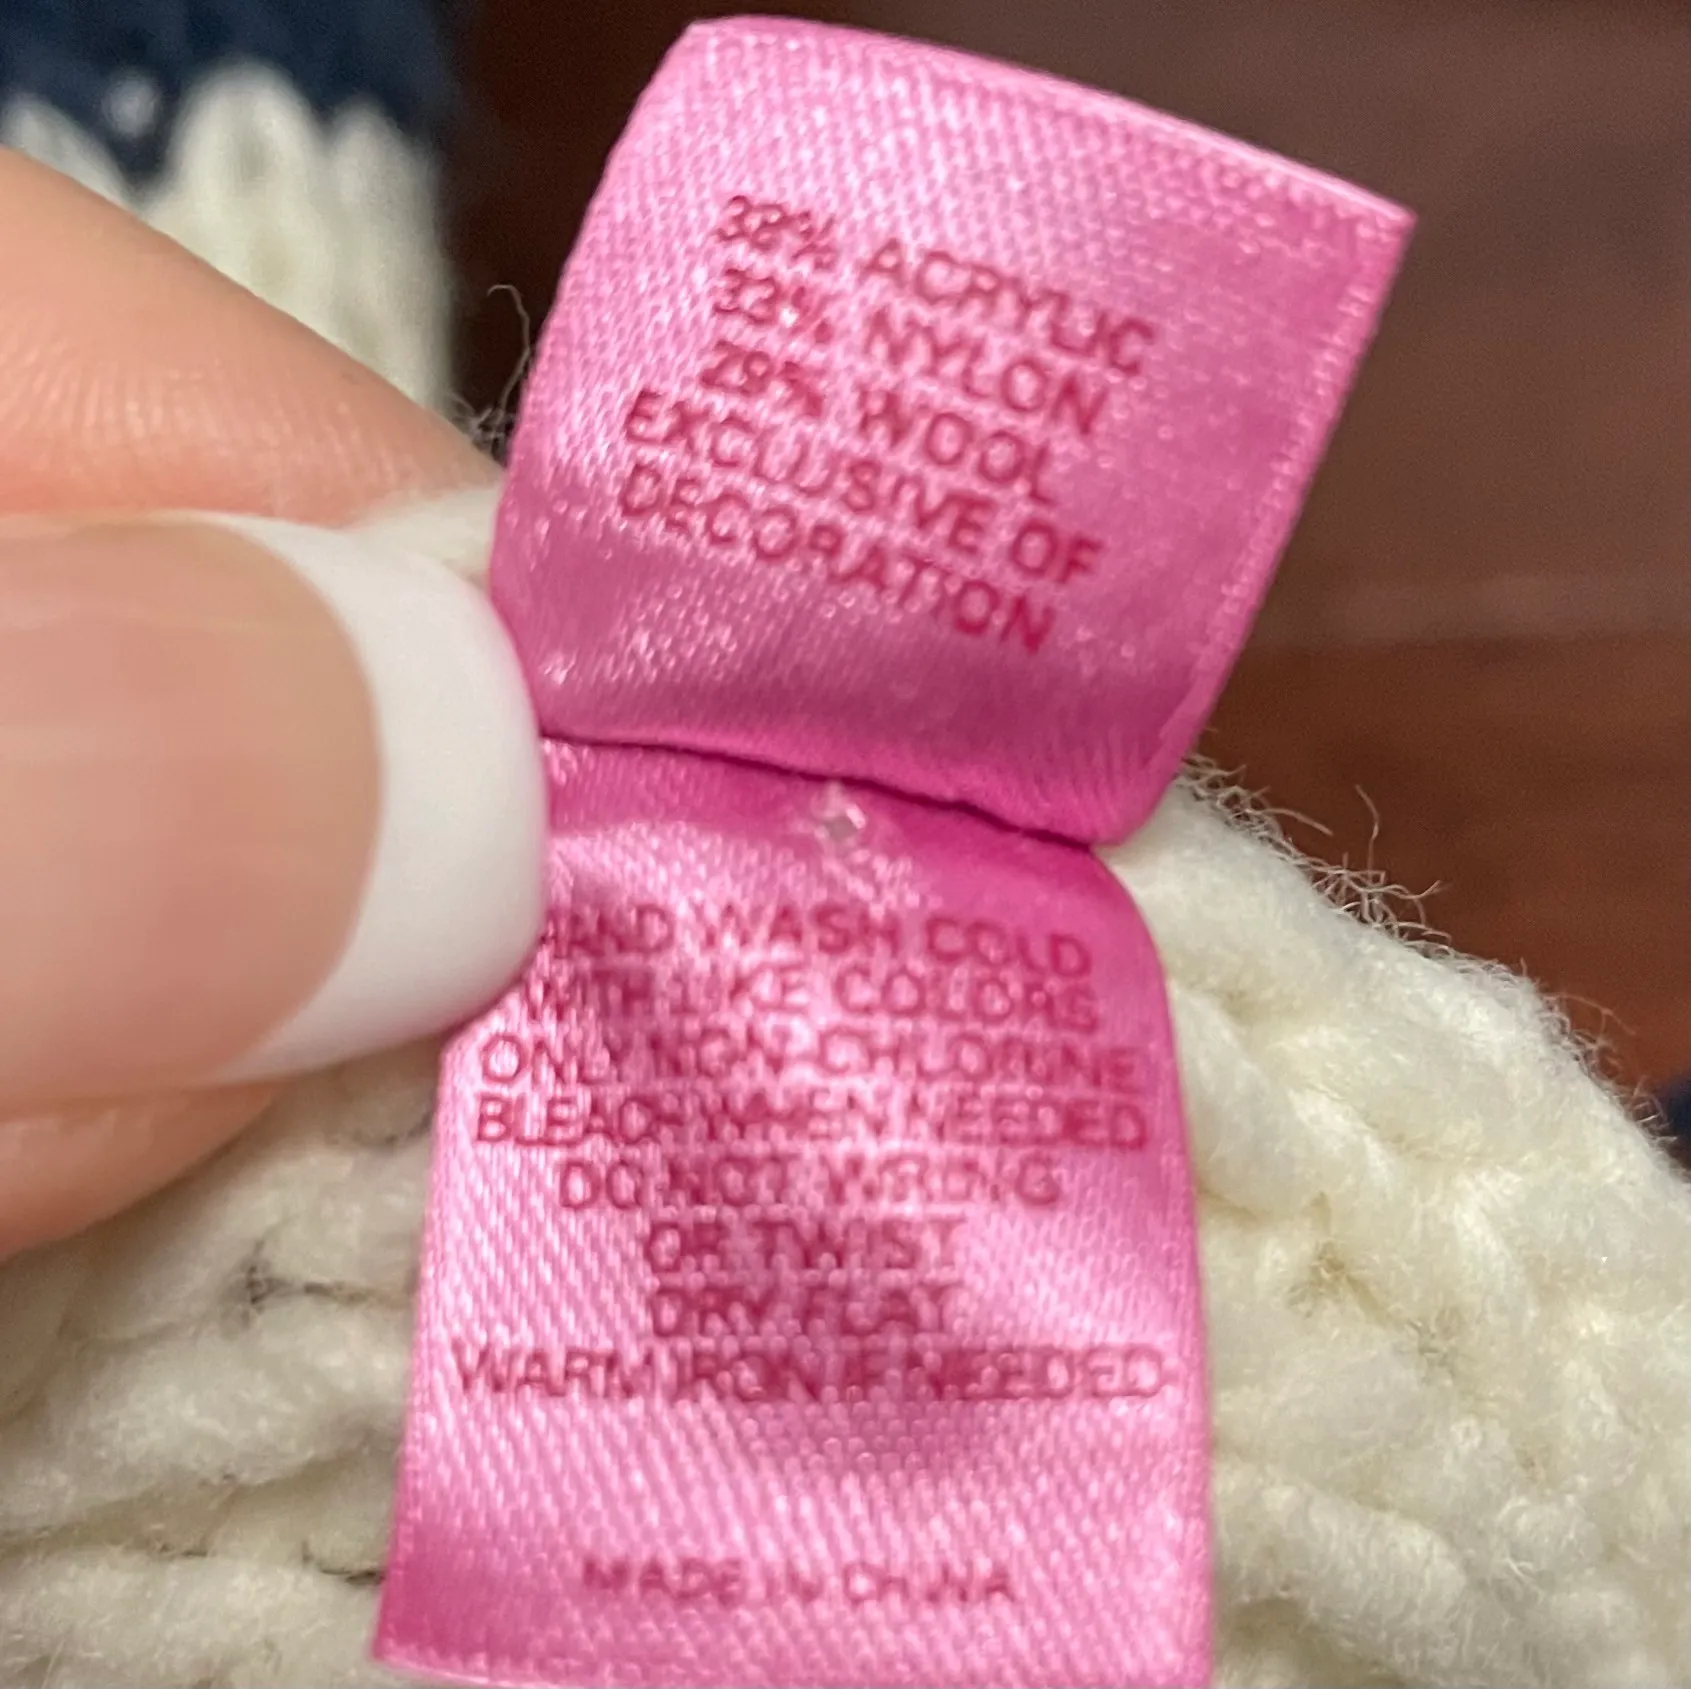 38% ACRYLIC
33% NYLON
29% WOOL
EXCLUSIVE OF
DECORATION
HAND WASH COLD
WITH LIKE COLORS
ONLY NON-CHLORINE
BLEACH WHEN NEEDED
DO NOT WRING
OR TWIST
DRY FLAT
WARM IRON IF NEEDED
MADE IN CHINA